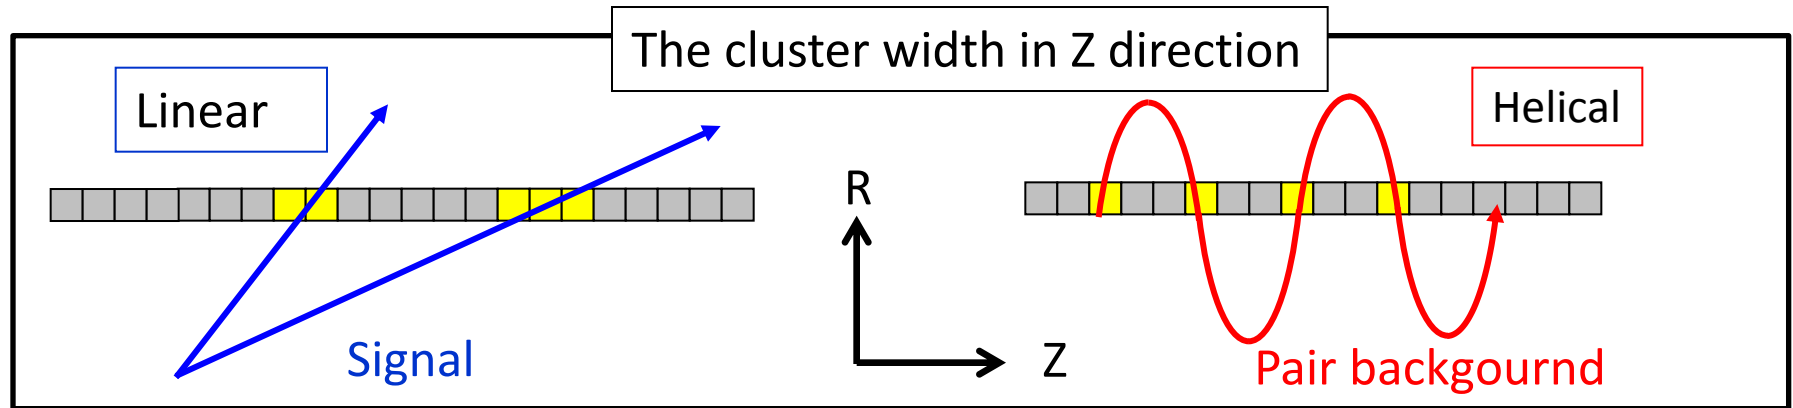 The cluster width in Z direction
Linear
Helical
R
Z
Signal
Pair backgournd